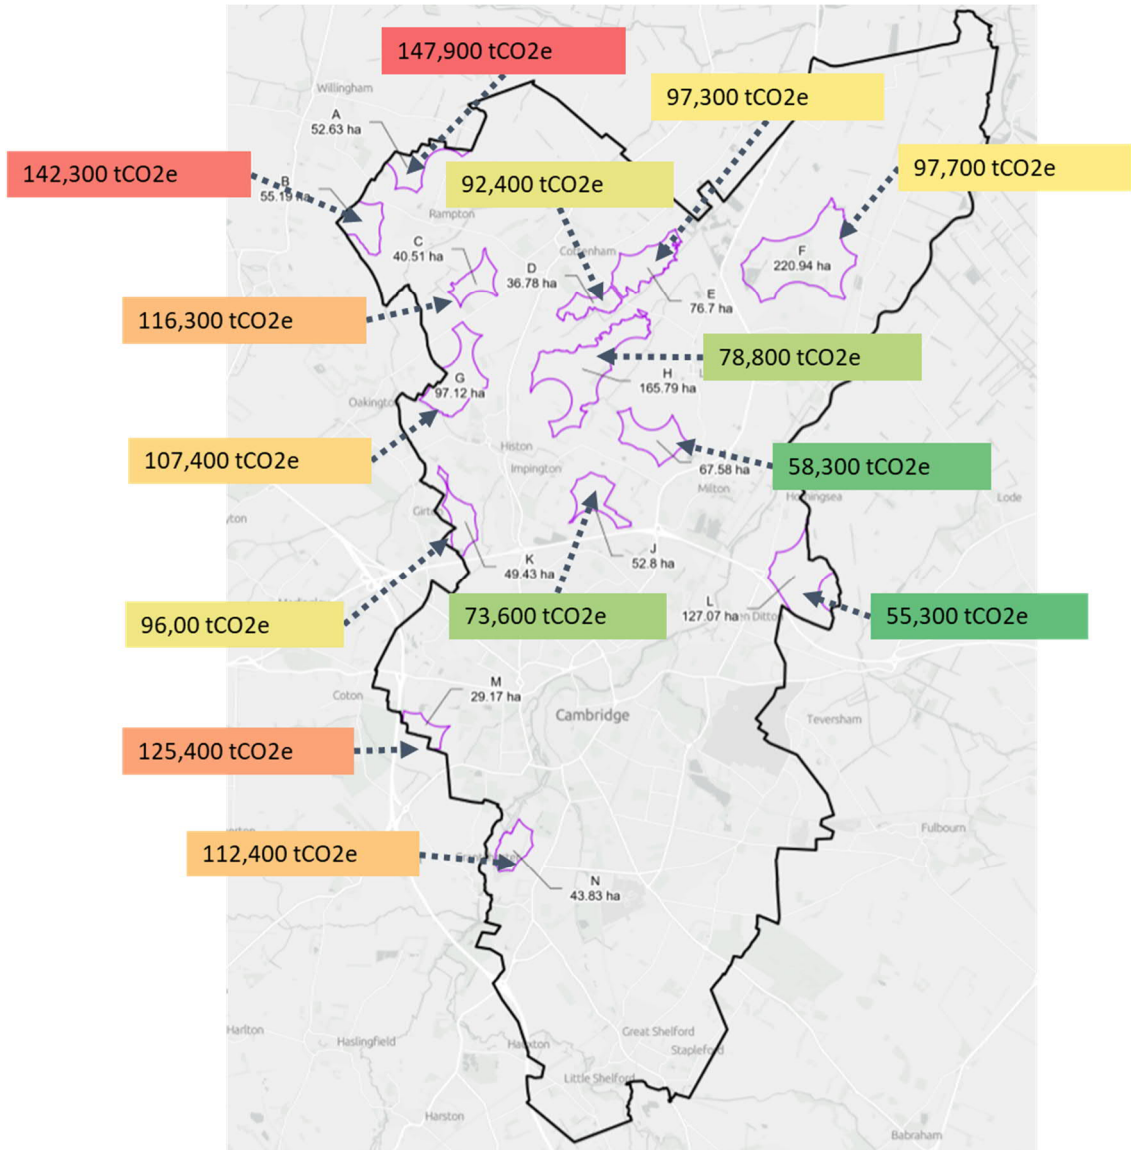 147,900 tCO2e
97,300 tCO2e
Willingham
A
52.63 ha
142,300 tCO2e
B
55.19 ha
92,400 tCO2e
97,700 tCO2e
Rampton
C
40.51 ha
Cottenham
D
36.78 ha
F
220.94 ha
E
76.7 ha
116,300 tCO2e
78,800 tCO2e
H
165.79 ha
G
97.12 ha
Oakington
107,400 tCO2e
Histon
Impington
58,300 tCO2e
67.58 ha
Milton
Horningsea
Lode
Girton
K
49.43 ha
J
52.8 ha
96,00 tCO2e
73,600 tCO2e
L
127.07 ha
en Ditton
55,300 tCO2e
M
29.17 ha
Coton
Cambridge
Teversham
125,400 tCO2e
Fulbourn
112,400 tCO2e
N
43.83 ha
Great Shelford
Stapleford
Harlton
Haslingfield
Hauxton
Little Shelford
Harston
Babraham